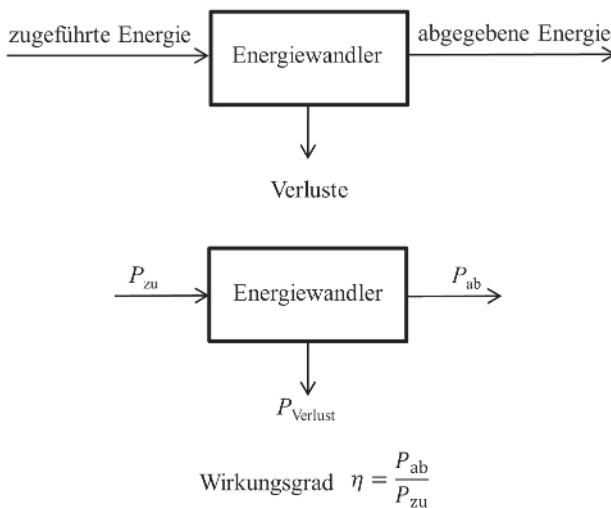 zugeführte Energie
Energiewandler
abgegebene Energie
Verluste
P_zu
Energiewandler
P_ab
P_Verlust
Wirkungsgrad η = P_ab / P_zu